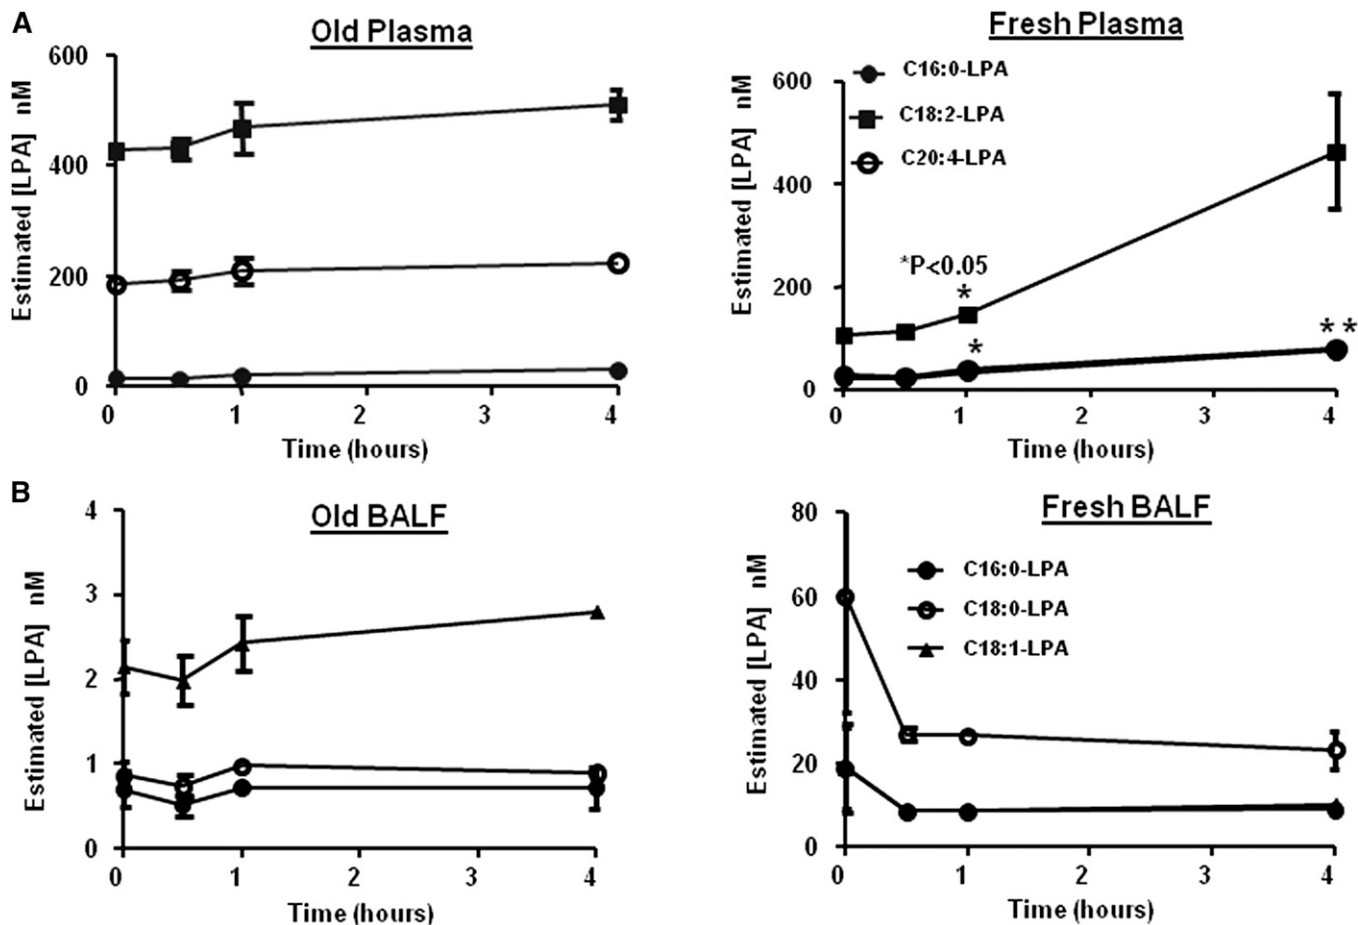 A
Old Plasma
Estimated [LPA] nM
600
400
200
0
0 1 2 3 4
Time (hours)
Fresh Plasma
Estimated [LPA] nM
600
400
200
0
C16:0-LPA
C18:2-LPA
C20:4-LPA
*P<0.05
*
*
**
0 1 2 3 4
Time (hours)
B
Old BALF
Estimated [LPA] nM
4
3
2
1
0
0 1 2 3 4
Time (hours)
Fresh BALF
Estimated [LPA] nM
80
60
40
20
0
C16:0-LPA
C18:0-LPA
C18:1-LPA
0 1 2 3 4
Time (hours)